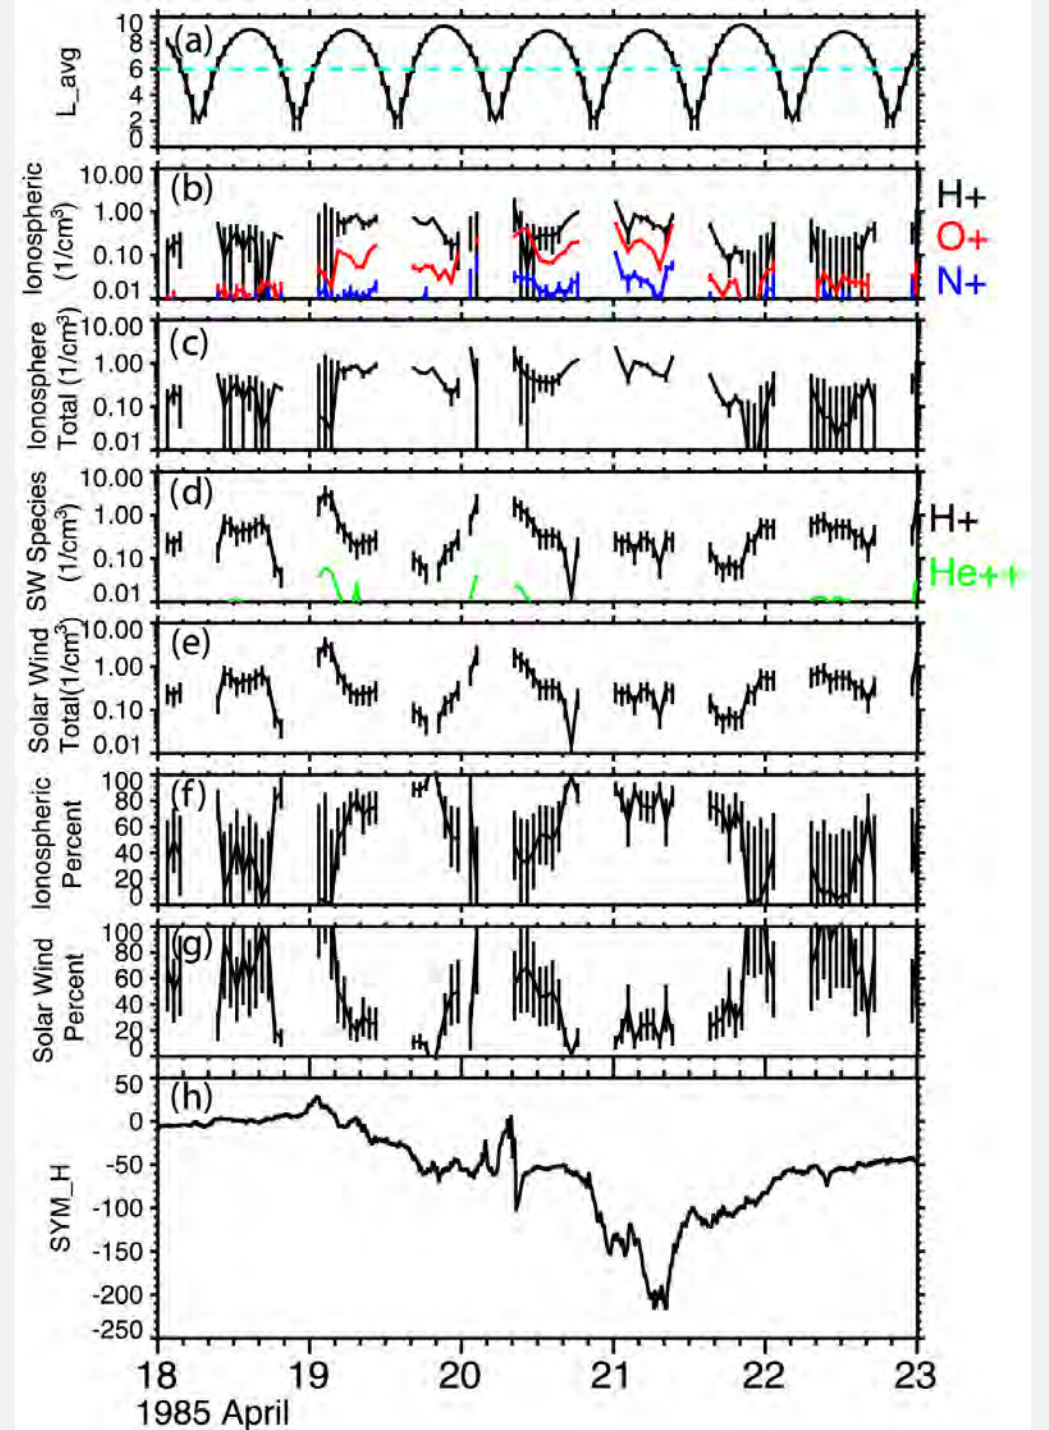 (a)
L_avg
10
8
6
4
2
0
(b)
Ionospheric
(1/cm³)
10.00
1.00
0.10
0.01
H+
O+
N+
(c)
Ionosphere
Total (1/cm³)
10.00
1.00
0.10
0.01
(d)
SW Species
(1/cm³)
10.00
1.00
0.10
0.01
H+
He++
(e)
Solar Wind
Total(1/cm³)
10.00
1.00
0.10
0.01
(f)
Ionospheric
Percent
100
80
60
40
20
0
(g)
Solar Wind
Percent
100
80
60
40
20
0
(h)
SYM_H
50
0
-50
-100
-150
-200
-250
18 19 20 21 22 23
1985 April